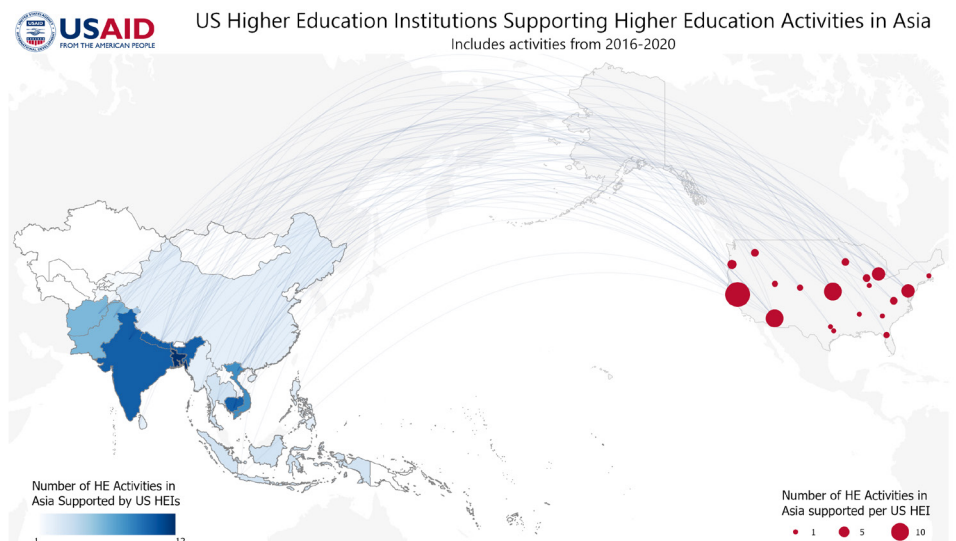 USAID
FROM THE AMERICAN PEOPLE
US Higher Education Institutions Supporting Higher Education Activities in Asia
Includes activities from 2016-2020
Number of HE Activities in
Asia Supported by US HEIs
Number of HE Activities in
Asia supported per US HEI
1 5 10